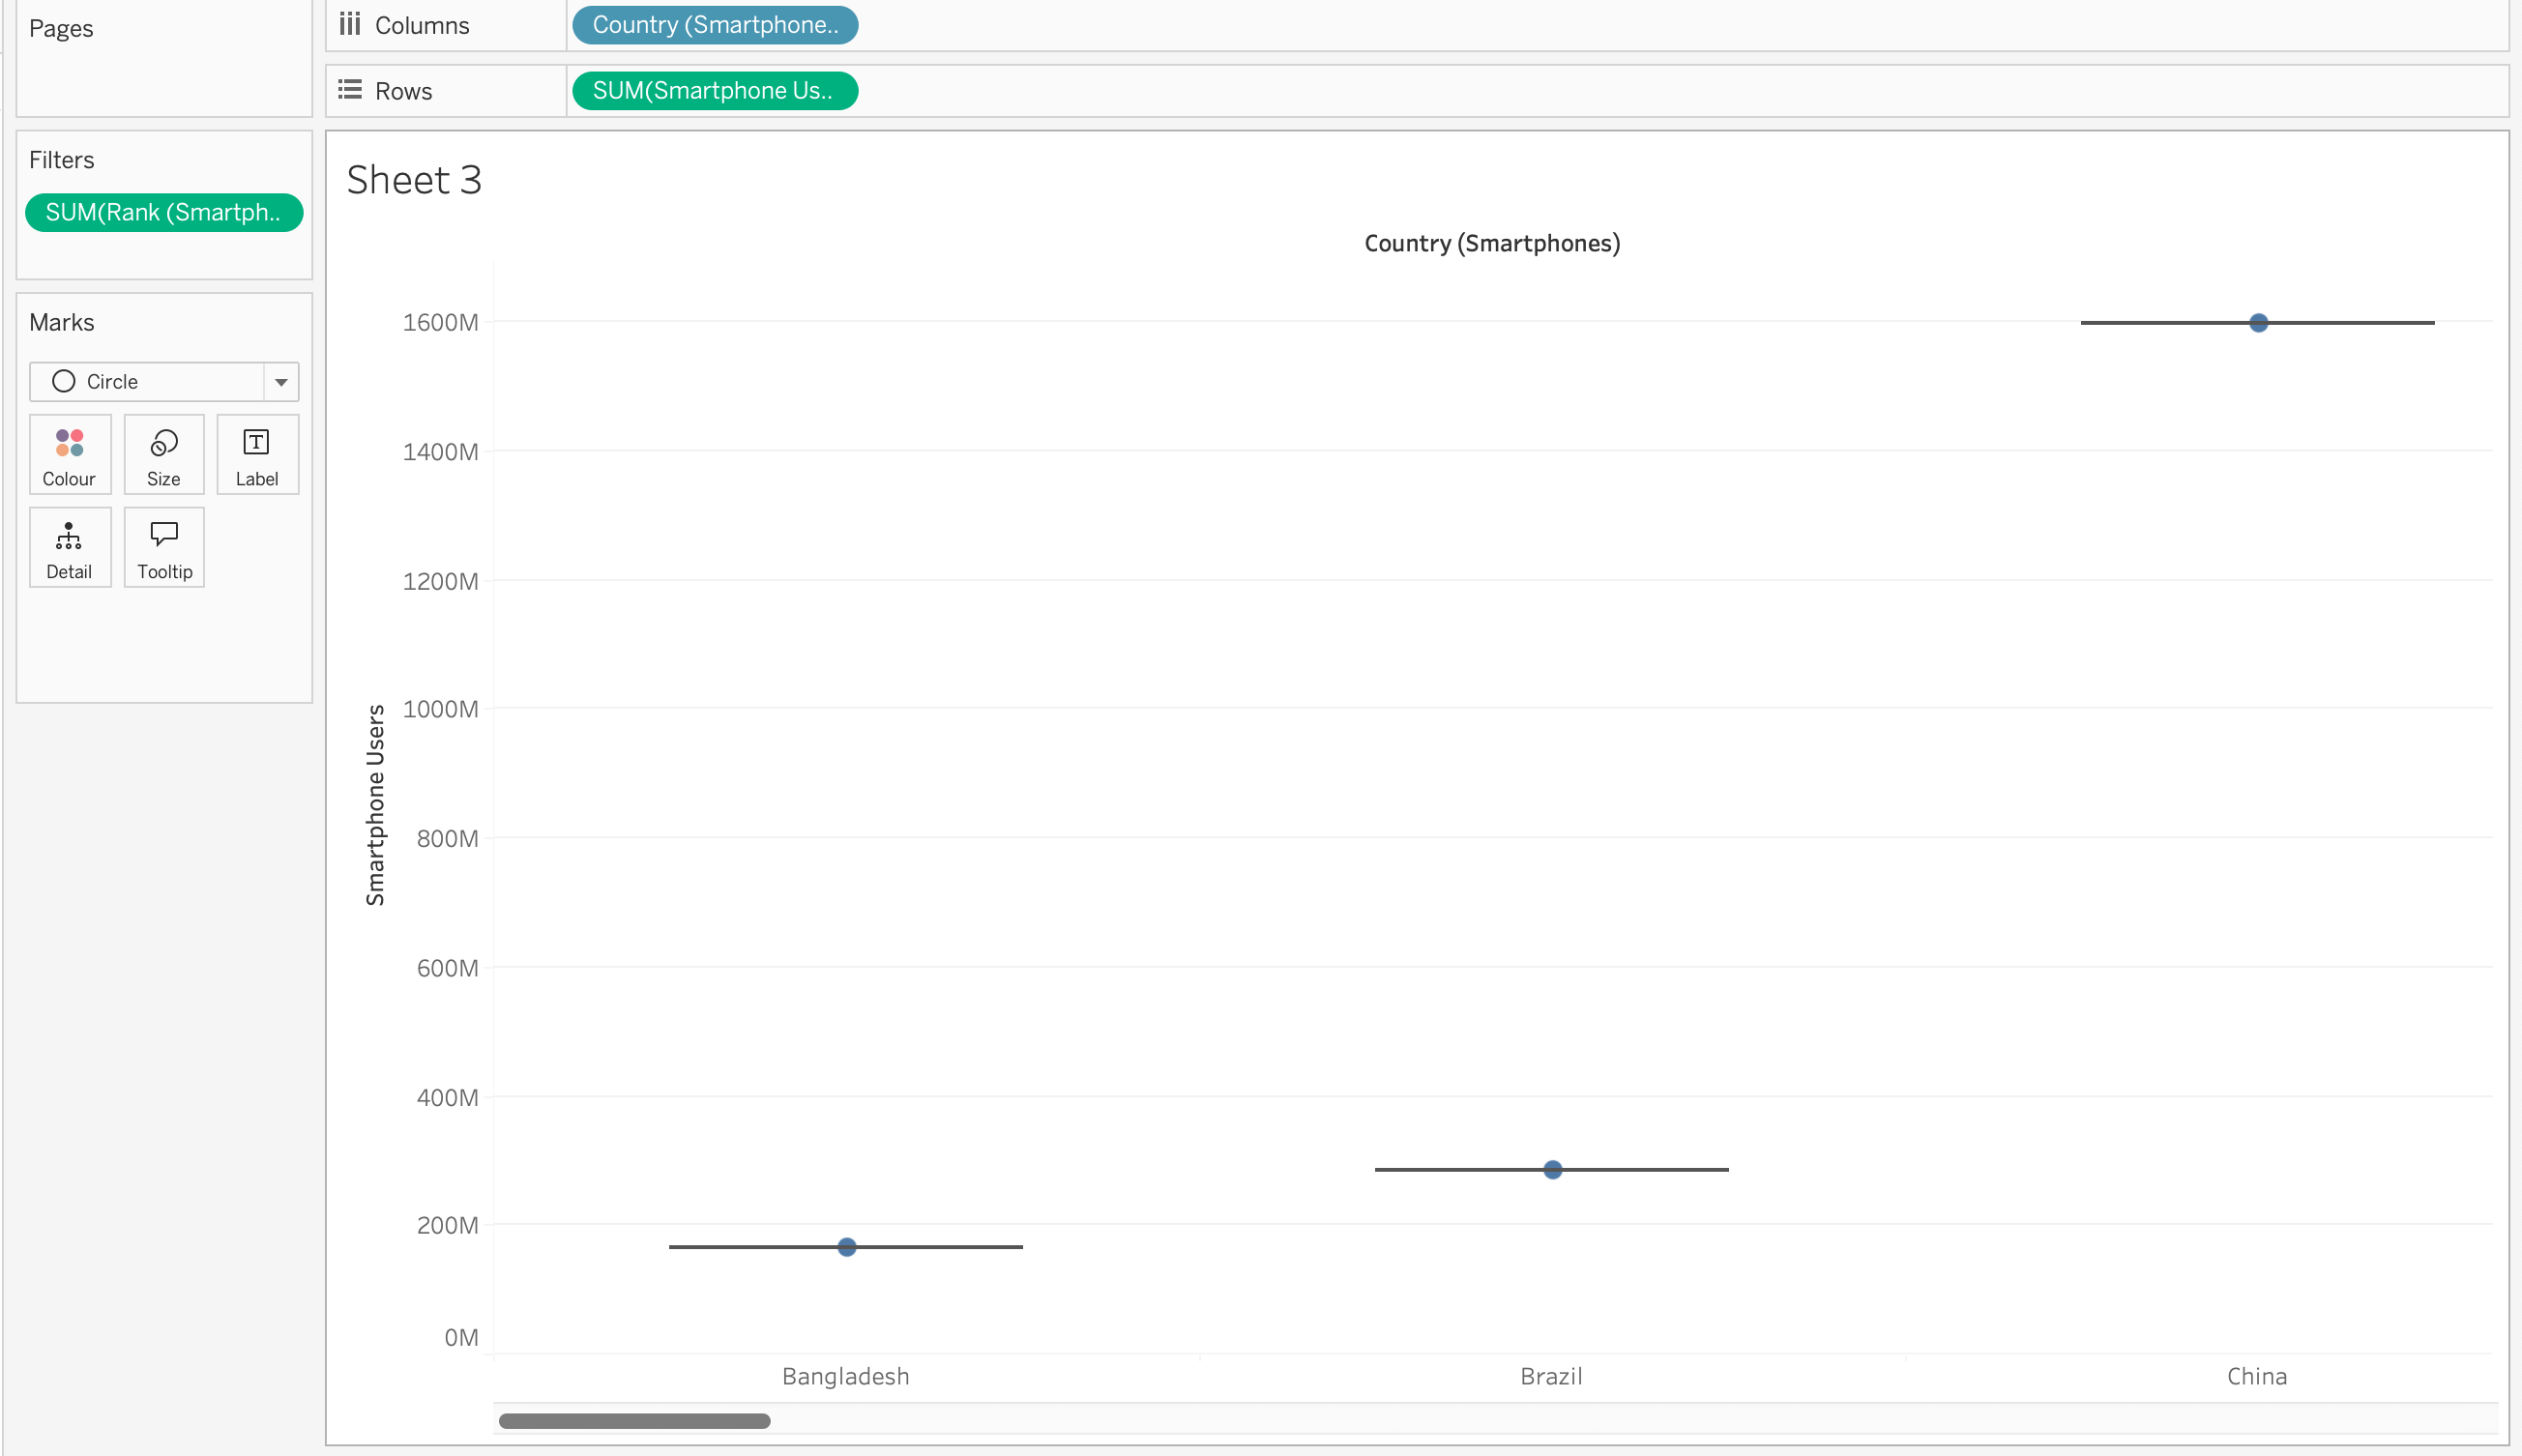 Pages
Columns
Country (Smartphone..
Rows
SUM(Smartphone Us..
Filters
SUM(Rank (Smartph..
Marks
Circle
Colour
Size
Label
Detail
Tooltip
Sheet 3
Country (Smartphones)
Smartphone Users
1600M
1400M
1200M
1000M
800M
600M
400M
200M
0M
Bangladesh
Brazil
China